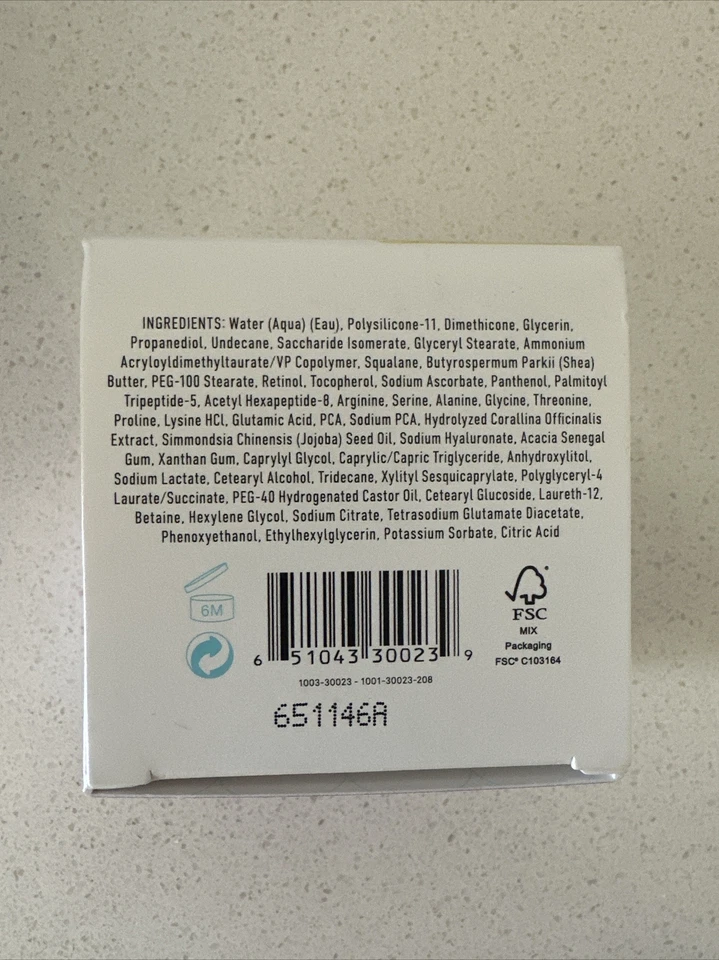 INGREDIENTS: Water (Aqua) (Eau), Polysilicone-11, Dimethicone, Glycerin,
Propanediol, Undecane, Saccharide Isomerate, Glyceryl Stearate, Ammonium
Acryloyldimethyltaurate/VP Copolymer, Squalane, Butyrospermum Parkii (Shea)
Butter, PEG-100 Stearate, Retinol, Tocopherol, Sodium Ascorbate, Panthenol, Palmitoyl
Tripeptide-5, Acetyl Hexapeptide-8, Arginine, Serine, Alanine, Glycine, Threonine,
Proline, Lysine HCl, Glutamic Acid, PCA, Sodium PCA, Hydrolyzed Corallina Officinalis
Extract, Simmondsia Chinensis (Jojoba) Seed Oil, Sodium Hyaluronate, Acacia Senegal
Gum, Xanthan Gum, Caprylyl Glycol, Caprylic/Capric Triglyceride, Anhydroxylitol,
Sodium Lactate, Cetearyl Alcohol, Tridecane, Xylityl Sesquicaprylate, Polyglyceryl-4
Laurate/Succinate, PEG-40 Hydrogenated Castor Oil, Cetearyl Glucoside, Laureth-12,
Betaine, Hexylene Glycol, Sodium Citrate, Tetrasodium Glutamate Diacetate,
Phenoxyethanol, Ethylhexylglycerin, Potassium Sorbate, Citric Acid
6M
6 51043 30023 9
1003-30023 - 1001-30023-208
651146A
FSC
MIX
Packaging
FSC® C103164